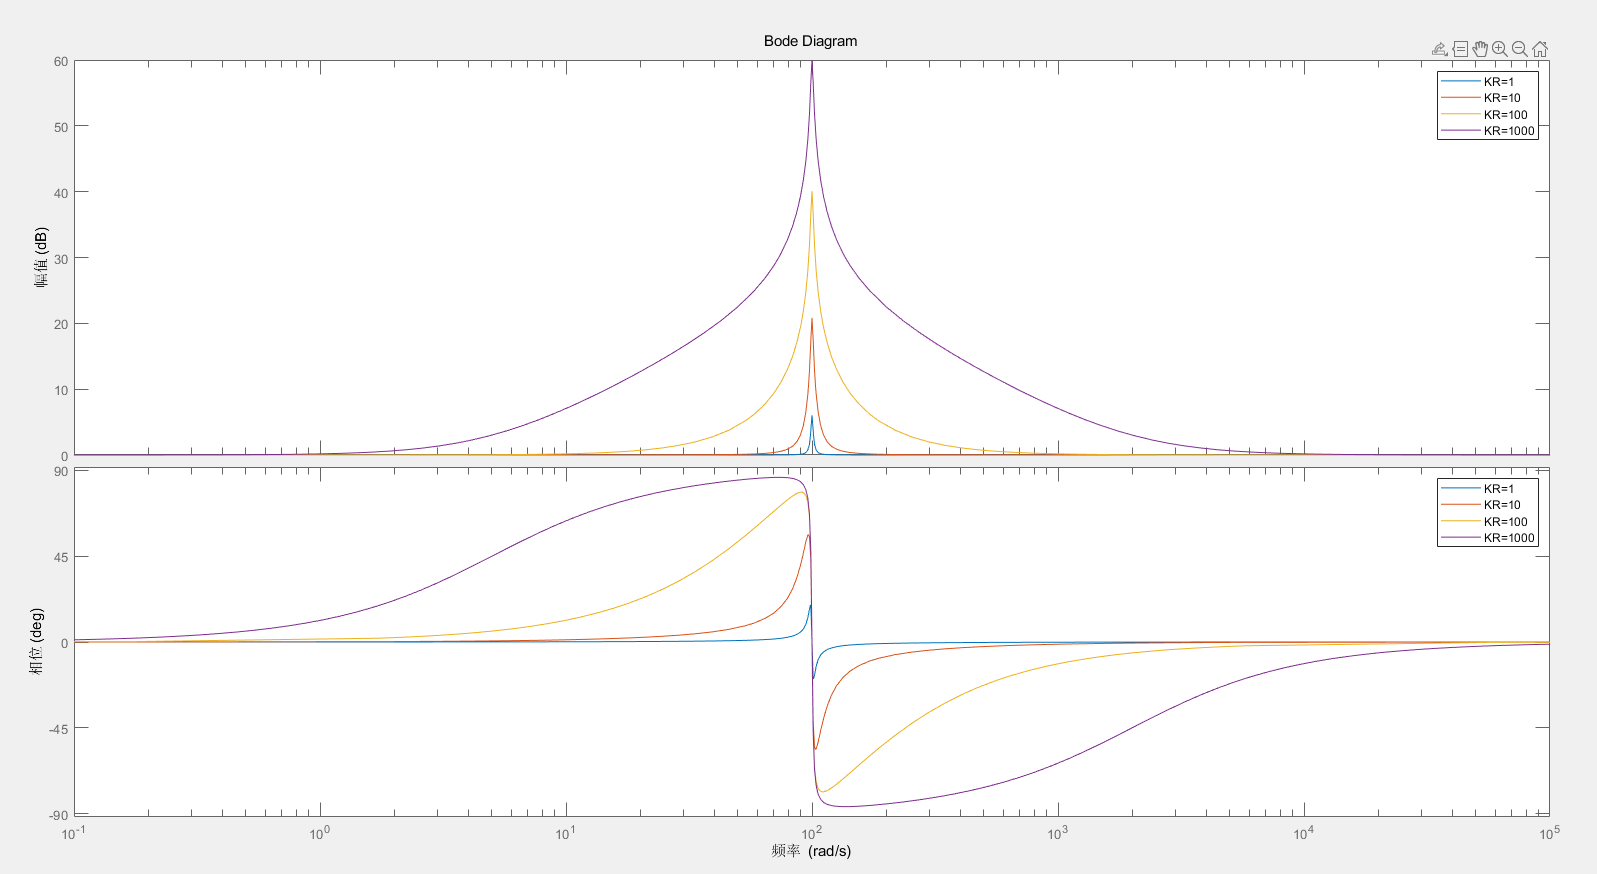 Bode Diagram
60
50
40
30
20
10
0
幅值 (dB)
KR=1
KR=10
KR=100
KR=1000
90
45
0
-45
-90
相位 (deg)
KR=1
KR=10
KR=100
KR=1000
10-1 100 101 102 103 104 105
频率 (rad/s)